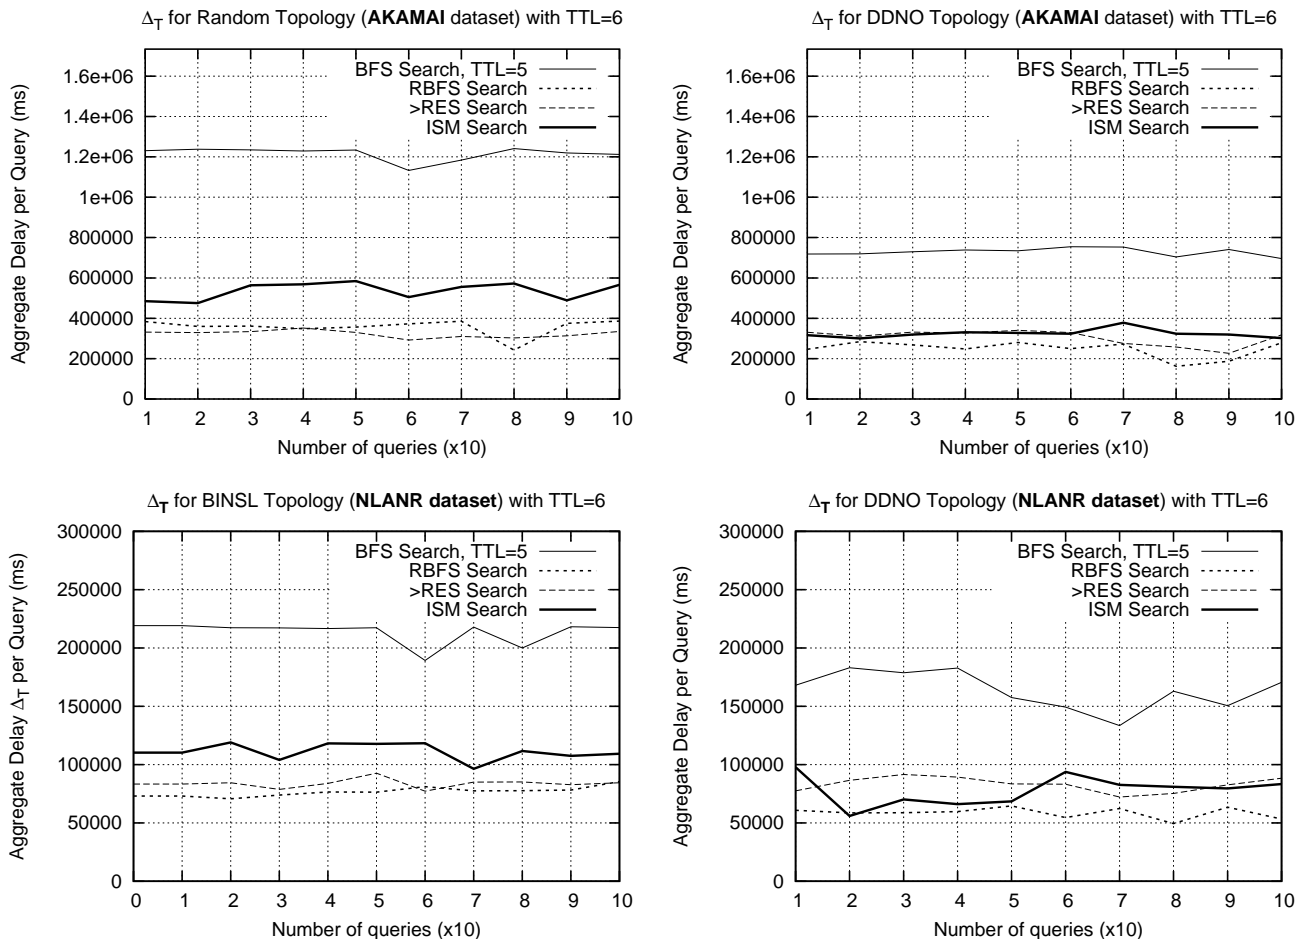 Δ_T for Random Topology (AKAMAI dataset) with TTL=6
Aggregate Delay per Query (ms)
1.6e+06
1.4e+06
1.2e+06
1e+06
800000
600000
400000
200000
0
BFS Search, TTL=5
RBFS Search
>RES Search
ISM Search
1 2 3 4 5 6 7 8 9 10
Number of queries (x10)
Δ_T for DDNO Topology (AKAMAI dataset) with TTL=6
Aggregate Delay per Query (ms)
1.6e+06
1.4e+06
1.2e+06
1e+06
800000
600000
400000
200000
0
BFS Search, TTL=5
RBFS Search
>RES Search
ISM Search
1 2 3 4 5 6 7 8 9 10
Number of queries (x10)
Δ_T for BINSL Topology (NLANR dataset) with TTL=6
Aggregate Delay Δ_T per Query (ms)
300000
250000
200000
150000
100000
50000
0
BFS Search, TTL=5
RBFS Search
>RES Search
ISM Search
0 1 2 3 4 5 6 7 8 9 10
Number of queries (x10)
Δ_T for DDNO Topology (NLANR dataset) with TTL=6
Aggregate Delay per Query (ms)
300000
250000
200000
150000
100000
50000
0
BFS Search, TTL=5
RBFS Search
>RES Search
ISM Search
1 2 3 4 5 6 7 8 9 10
Number of queries (x10)